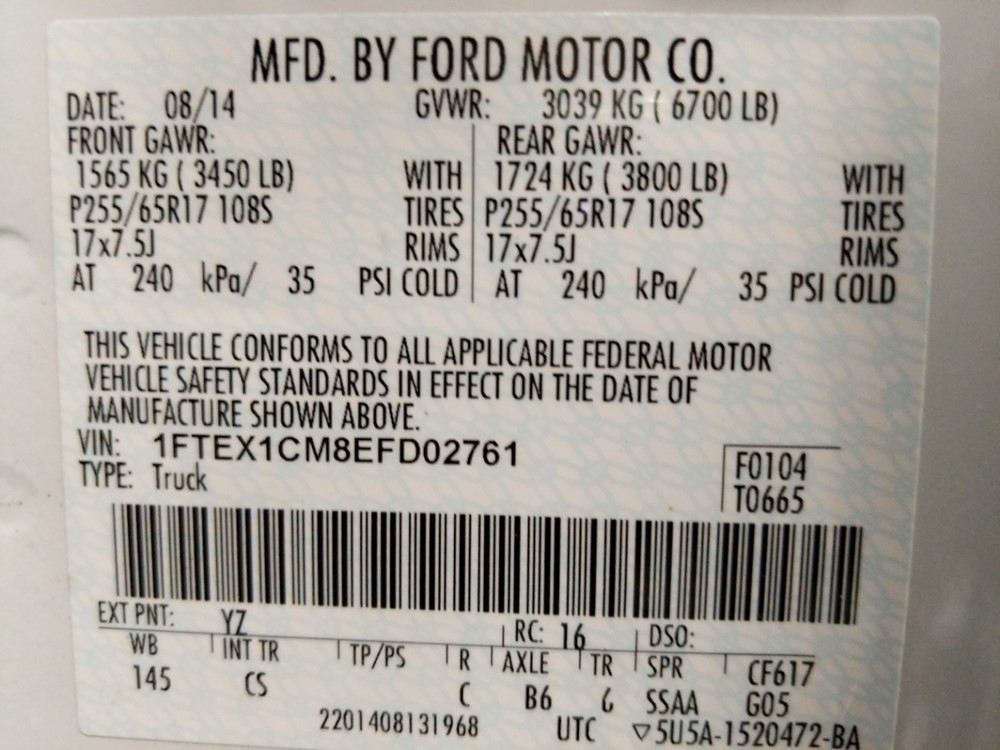 MFD. BY FORD MOTOR CO.
DATE: 08/14 GVWR: 3039 KG ( 6700 LB)
FRONT GAWR: REAR GAWR:
1565 KG ( 3450 LB) WITH 1724 KG ( 3800 LB) WITH
P255/65R17 108S TIRES P255/65R17 108S TIRES
17x7.5J RIMS 17x7.5J RIMS
AT 240 kPa/ 35 PSI COLD AT 240 kPa/ 35 PSI COLD
THIS VEHICLE CONFORMS TO ALL APPLICABLE FEDERAL MOTOR
VEHICLE SAFETY STANDARDS IN EFFECT ON THE DATE OF
MANUFACTURE SHOWN ABOVE.
VIN: 1FTEX1CM8EFD02761
TYPE: Truck
F0104
T0665
EXT PNT: YZ RC: 16 DSO:
WB INT TR TP/PS R AXLE TR SPR CF617
145 CS C B6 6 SSAA G05
2201408131968 UTC ▽5U5A-1520472-BA